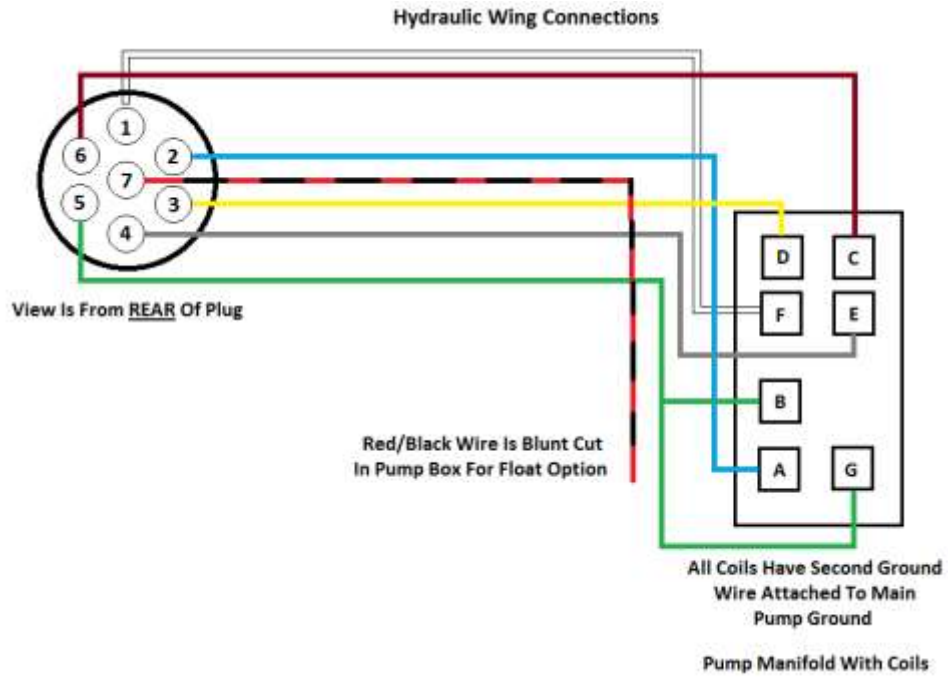 Hydraulic Wing Connections
1
6
2
7
5
3
4
D
C
F
E
B
A
G
View Is From REAR Of Plug
Red/Black Wire Is Blunt Cut
In Pump Box For Float Option
All Coils Have Second Ground
Wire Attached To Main
Pump Ground
Pump Manifold With Coils